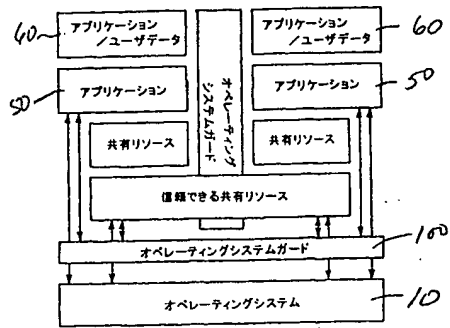 40
アプリケーション
/ユーザデータ
アプリケーション
/ユーザデータ
60
50
アプリケーション
オペレーティング
システムガード
アプリケーション
50
共有リソース
共有リソース
信頼できる共有リソース
オペレーティングシステムガード
100
オペレーティングシステム
10